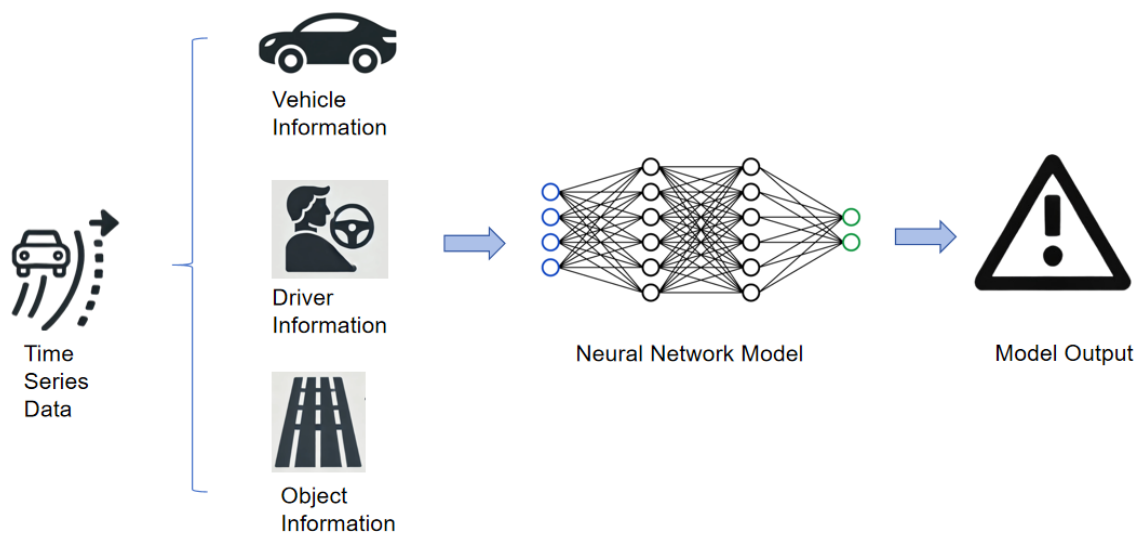 Vehicle
Information
Driver
Information
Time
Series
Data
Object
Information
Neural Network Model
Model Output